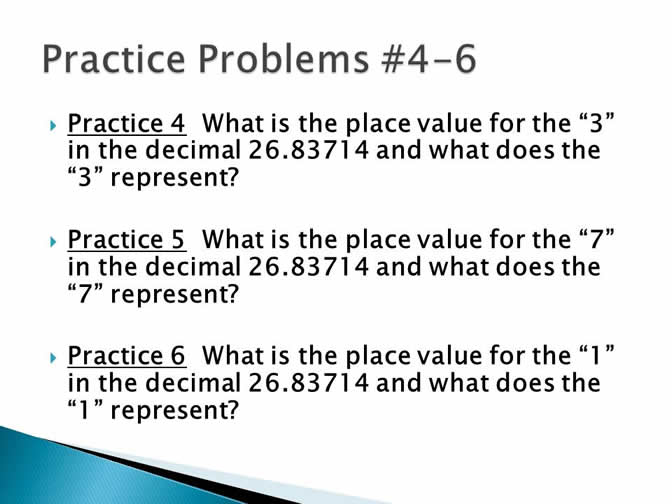 Practice Problems #4-6
Practice 4 What is the place value for the “3”
in the decimal 26.83714 and what does the
“3” represent?
Practice 5 What is the place value for the “7”
in the decimal 26.83714 and what does the
“7” represent?
Practice 6 What is the place value for the “1”
in the decimal 26.83714 and what does the
“1” represent?